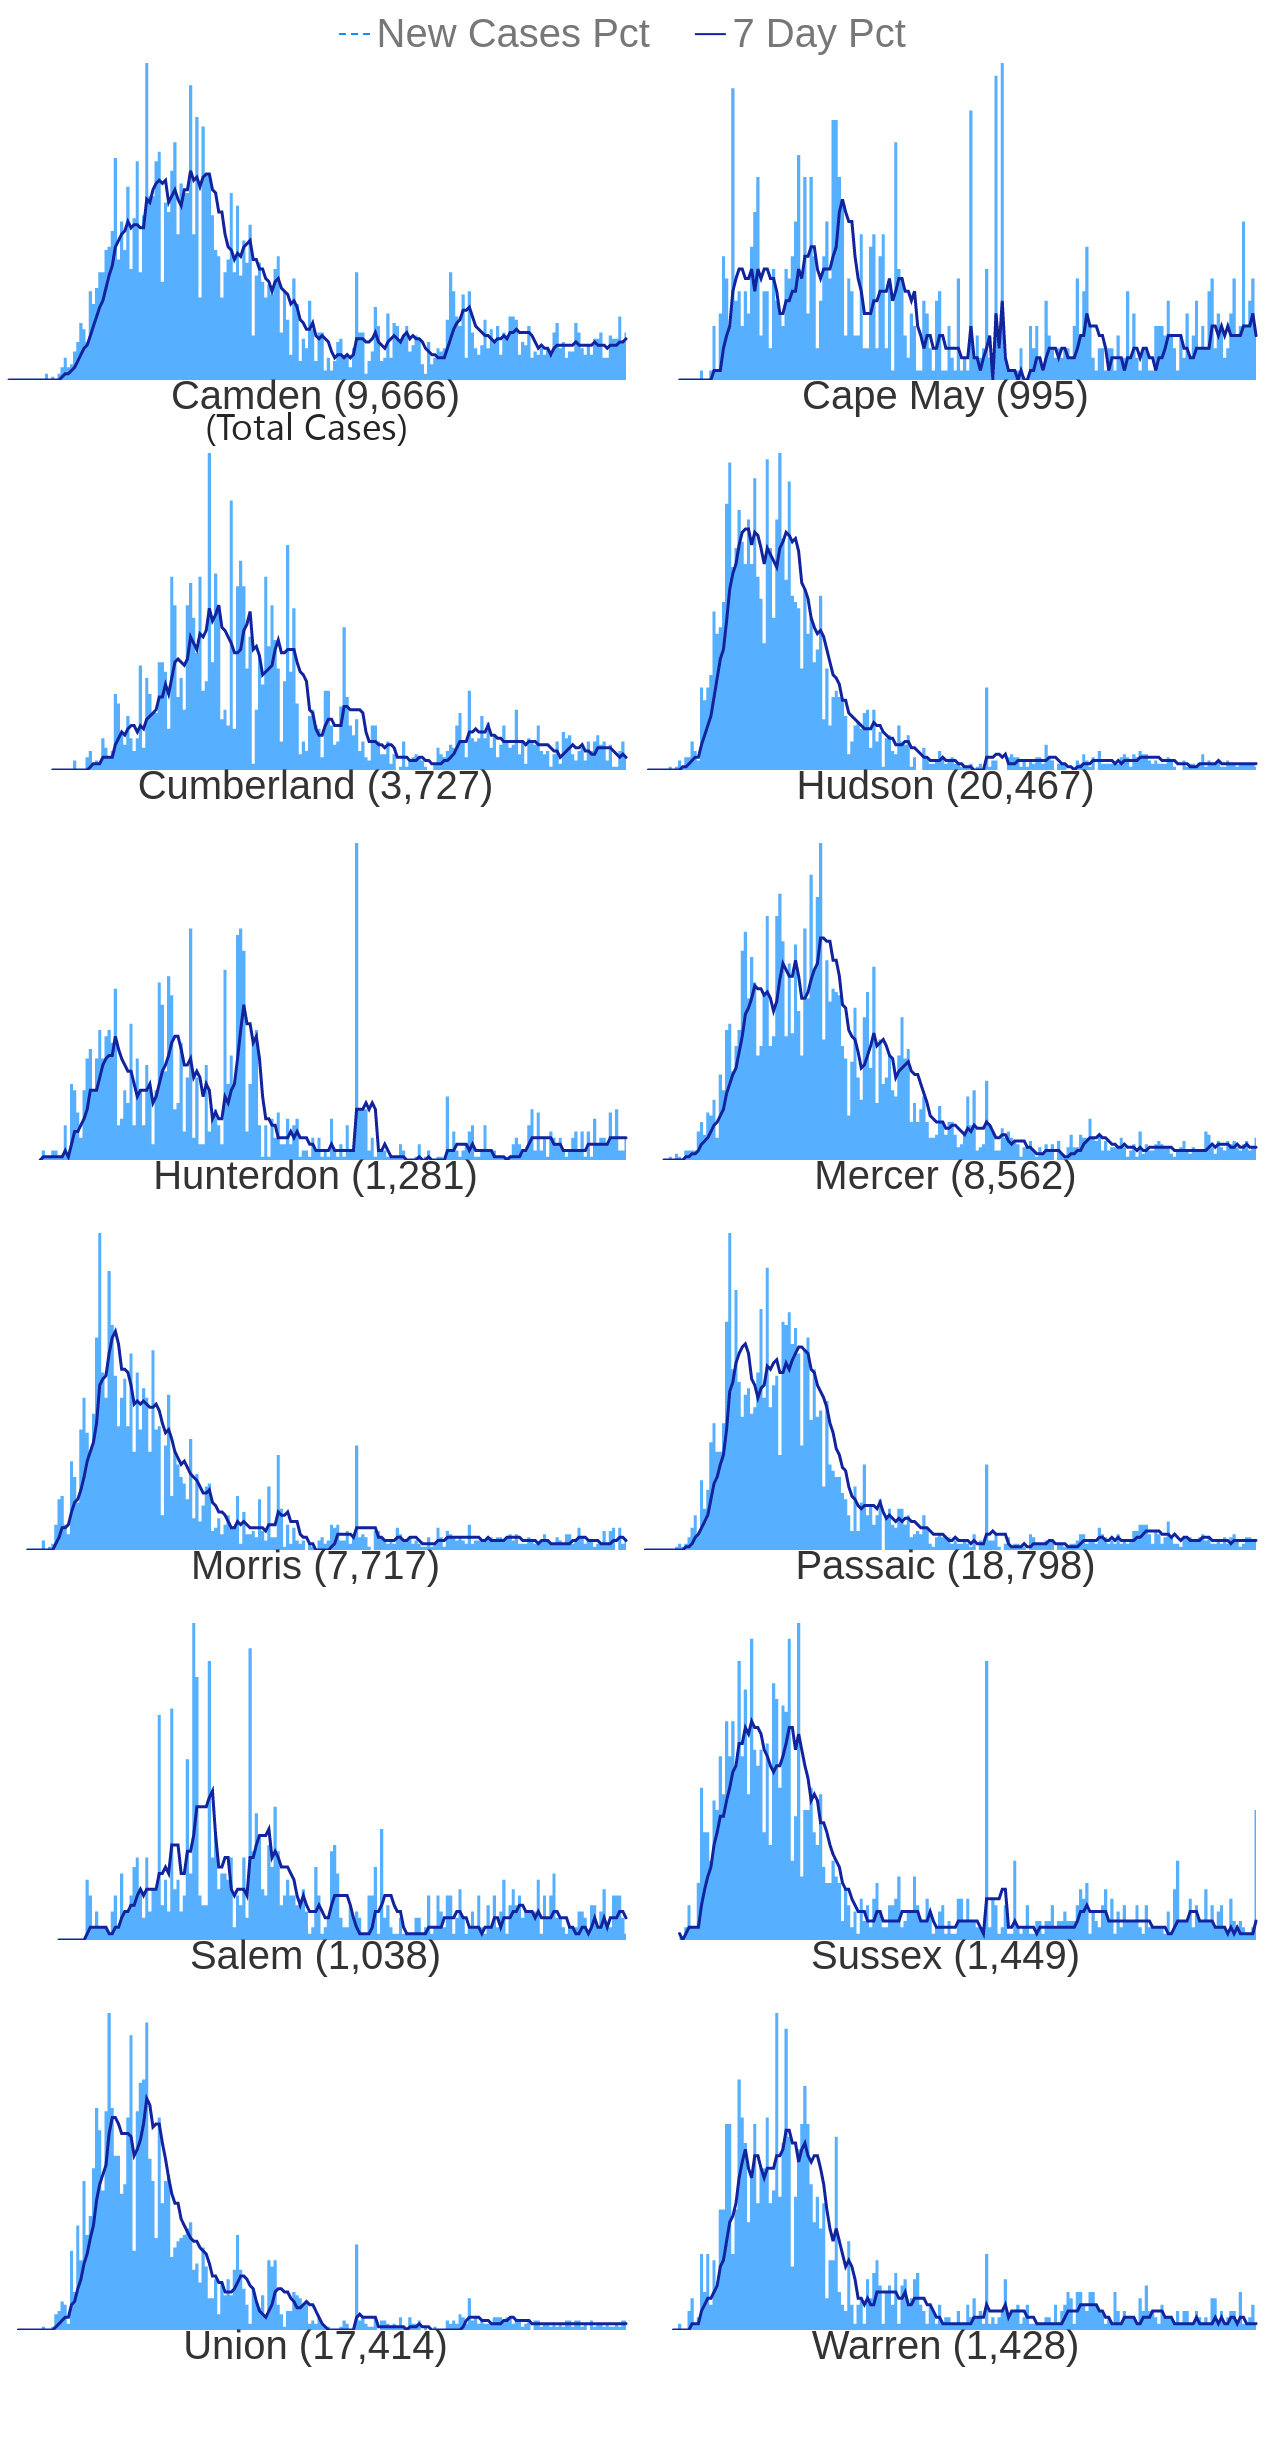 New Cases Pct 7 Day Pct
Camden (9,666) Cape May (995)
(Total Cases)
Cumberland (3,727) Hudson (20,467)
Hunterdon (1,281) Mercer (8,562)
Morris (7,717) Passaic (18,798)
Salem (1,038) Sussex (1,449)
Union (17,414) Warren (1,428)